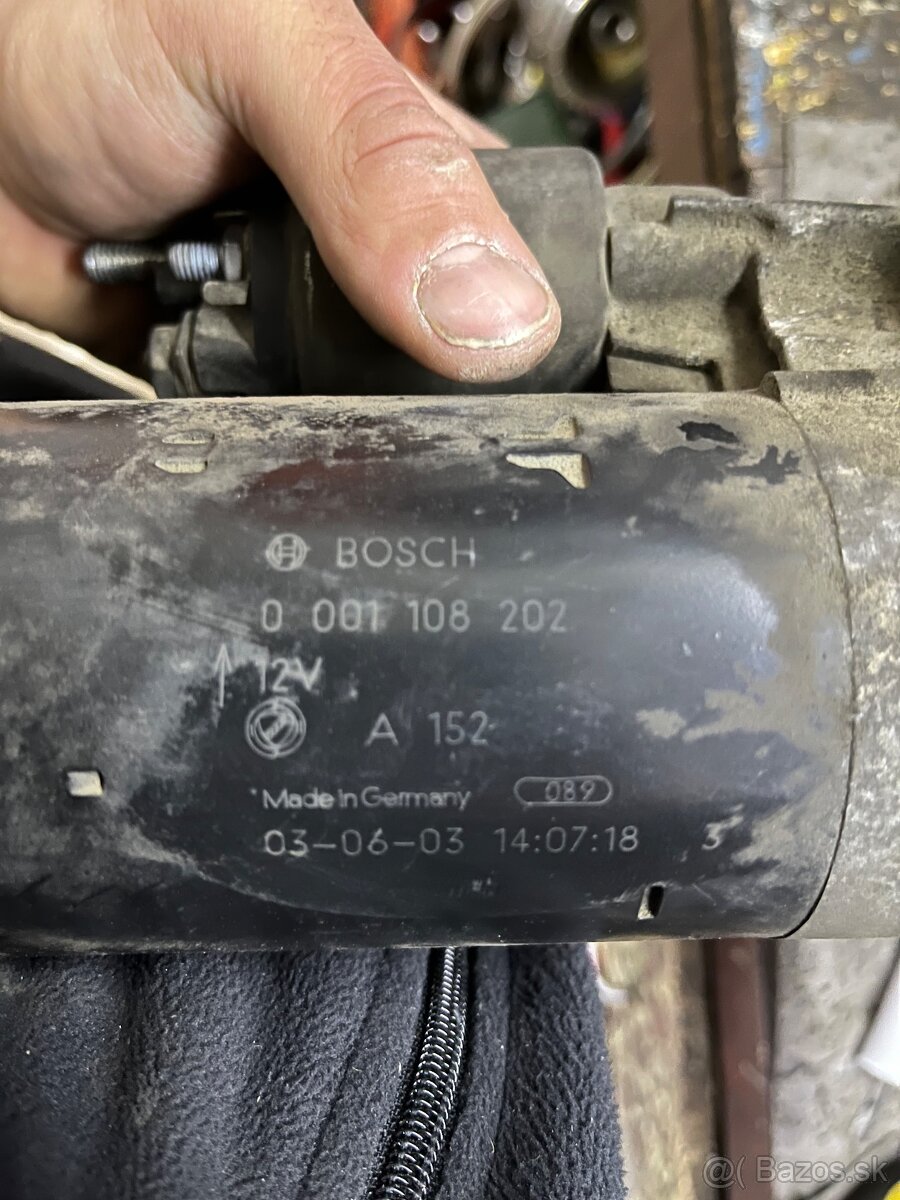 BOSCH
0 001 108 202
12V
A 152
Made in Germany 089
03-06-03 14:07:18 3
@( Bazos.sk